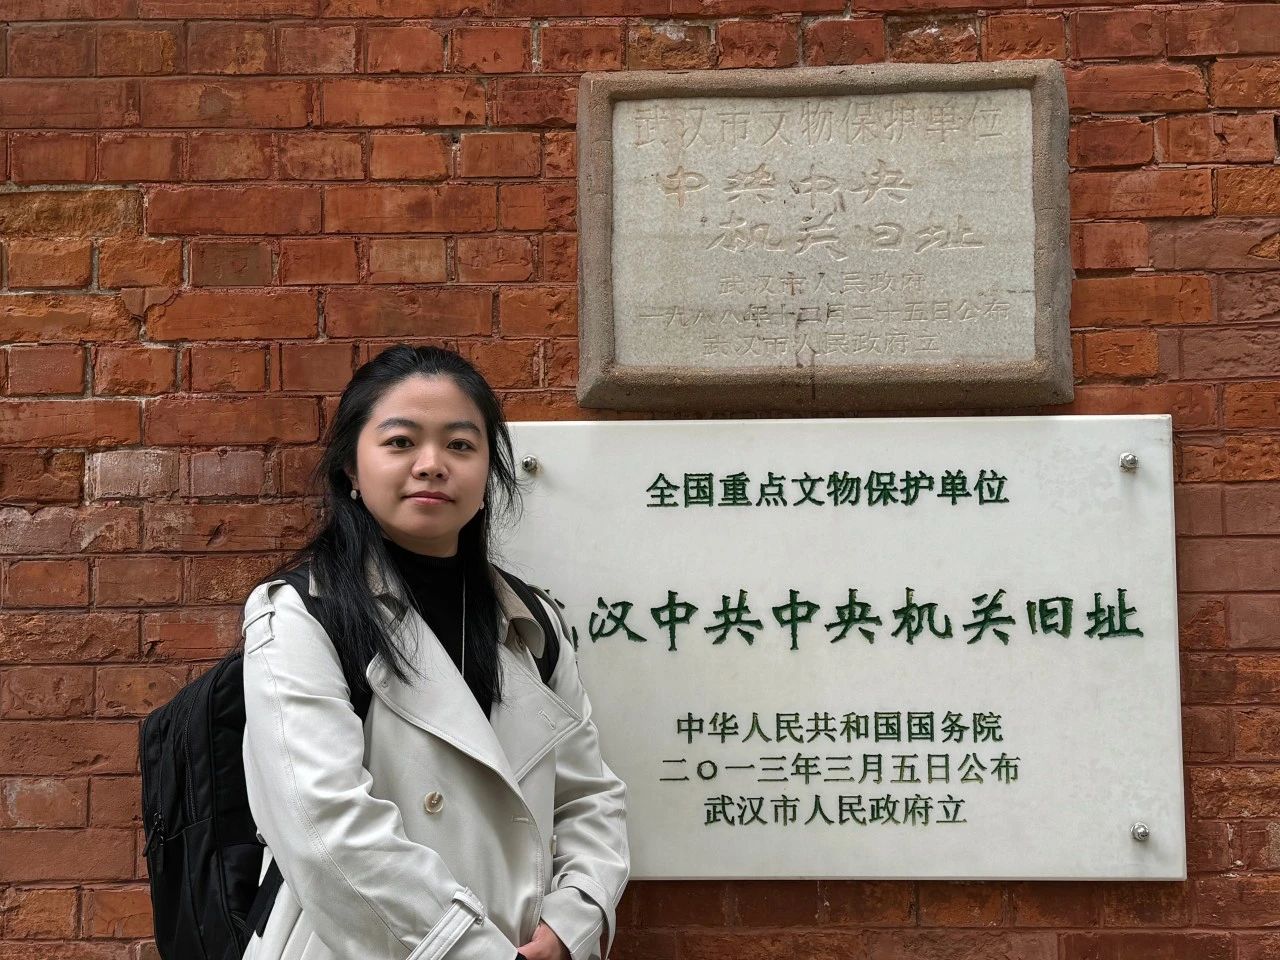 武汉市文物保护单位
中共中央
机关旧址
武汉市人民政府
一九八八年十二月二十五日公布
武汉市人民政府立
全国重点文物保护单位
汉中共中央机关旧址
中华人民共和国国务院
二〇一三年三月五日公布
武汉市人民政府立